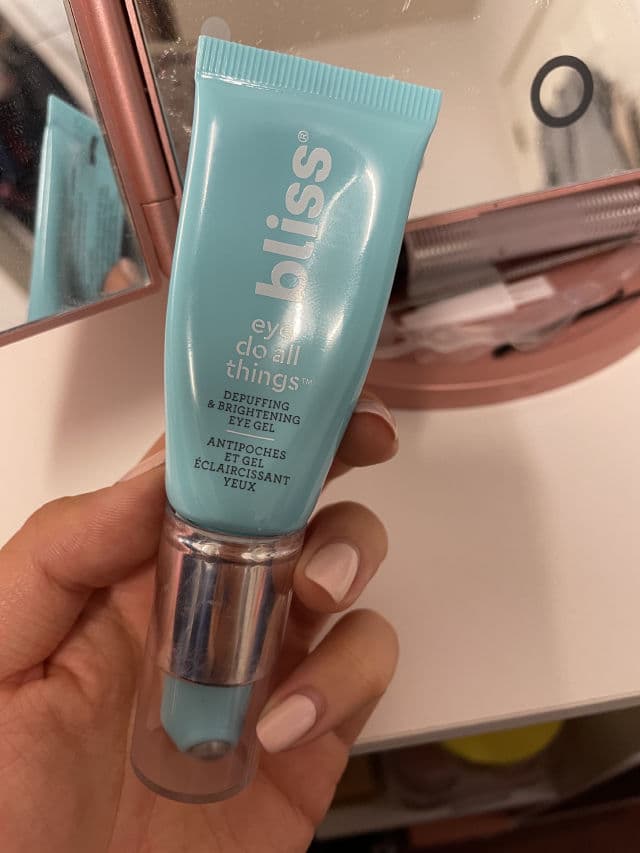 bliss®
eye
do all
things™
DEPUFFING
& BRIGHTENING
EYE GEL
ANTIPOCHES
ET GEL
ÉCLAIRCISSANT
YEUX